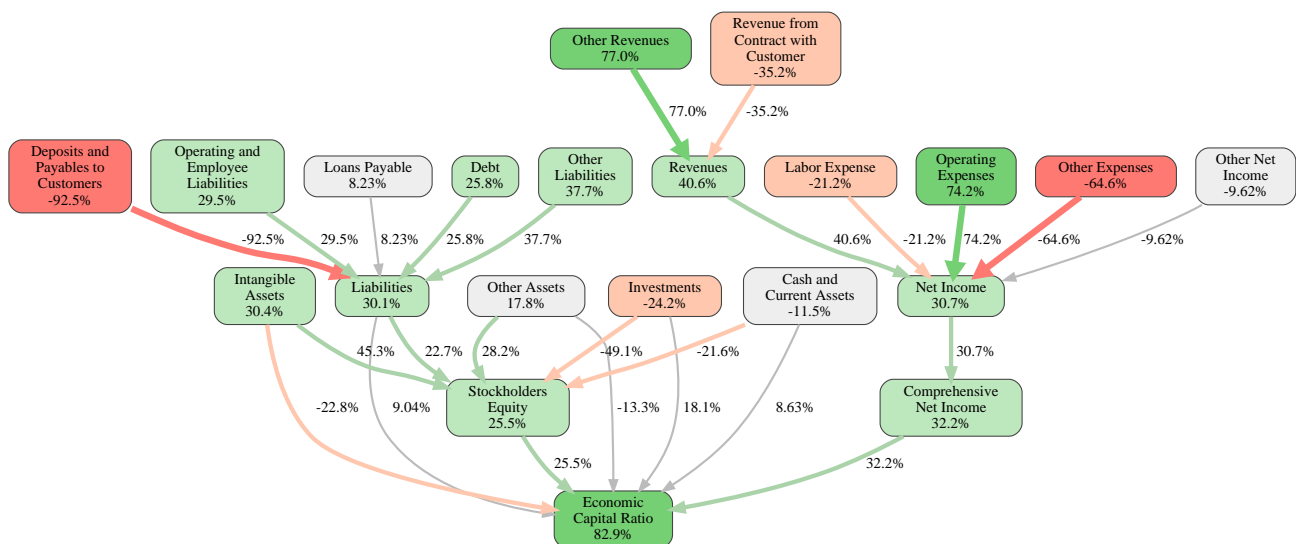 Other Revenues
77.0%
Revenue from
Contract with
Customer
-35.2%
77.0%
-35.2%
Deposits and
Payables to
Customers
-92.5%
Operating and
Employee
Liabilities
29.5%
Loans Payable
8.23%
Debt
25.8%
Other
Liabilities
37.7%
Revenues
40.6%
Labor Expense
-21.2%
Operating
Expenses
74.2%
Other Expenses
-64.6%
Other Net
Income
-9.62%
-92.5%
29.5%
8.23%
25.8%
37.7%
40.6%
-21.2%
74.2%
-64.6%
-9.62%
Intangible
Assets
30.4%
Liabilities
30.1%
Other Assets
17.8%
Investments
-24.2%
Cash and
Current Assets
-11.5%
Net Income
30.7%
45.3%
22.7%
28.2%
-49.1%
-21.6%
30.7%
Stockholders
Equity
25.5%
Comprehensive
Net Income
32.2%
-22.8%
9.04%
-13.3%
18.1%
8.63%
25.5%
32.2%
Economic
Capital Ratio
82.9%